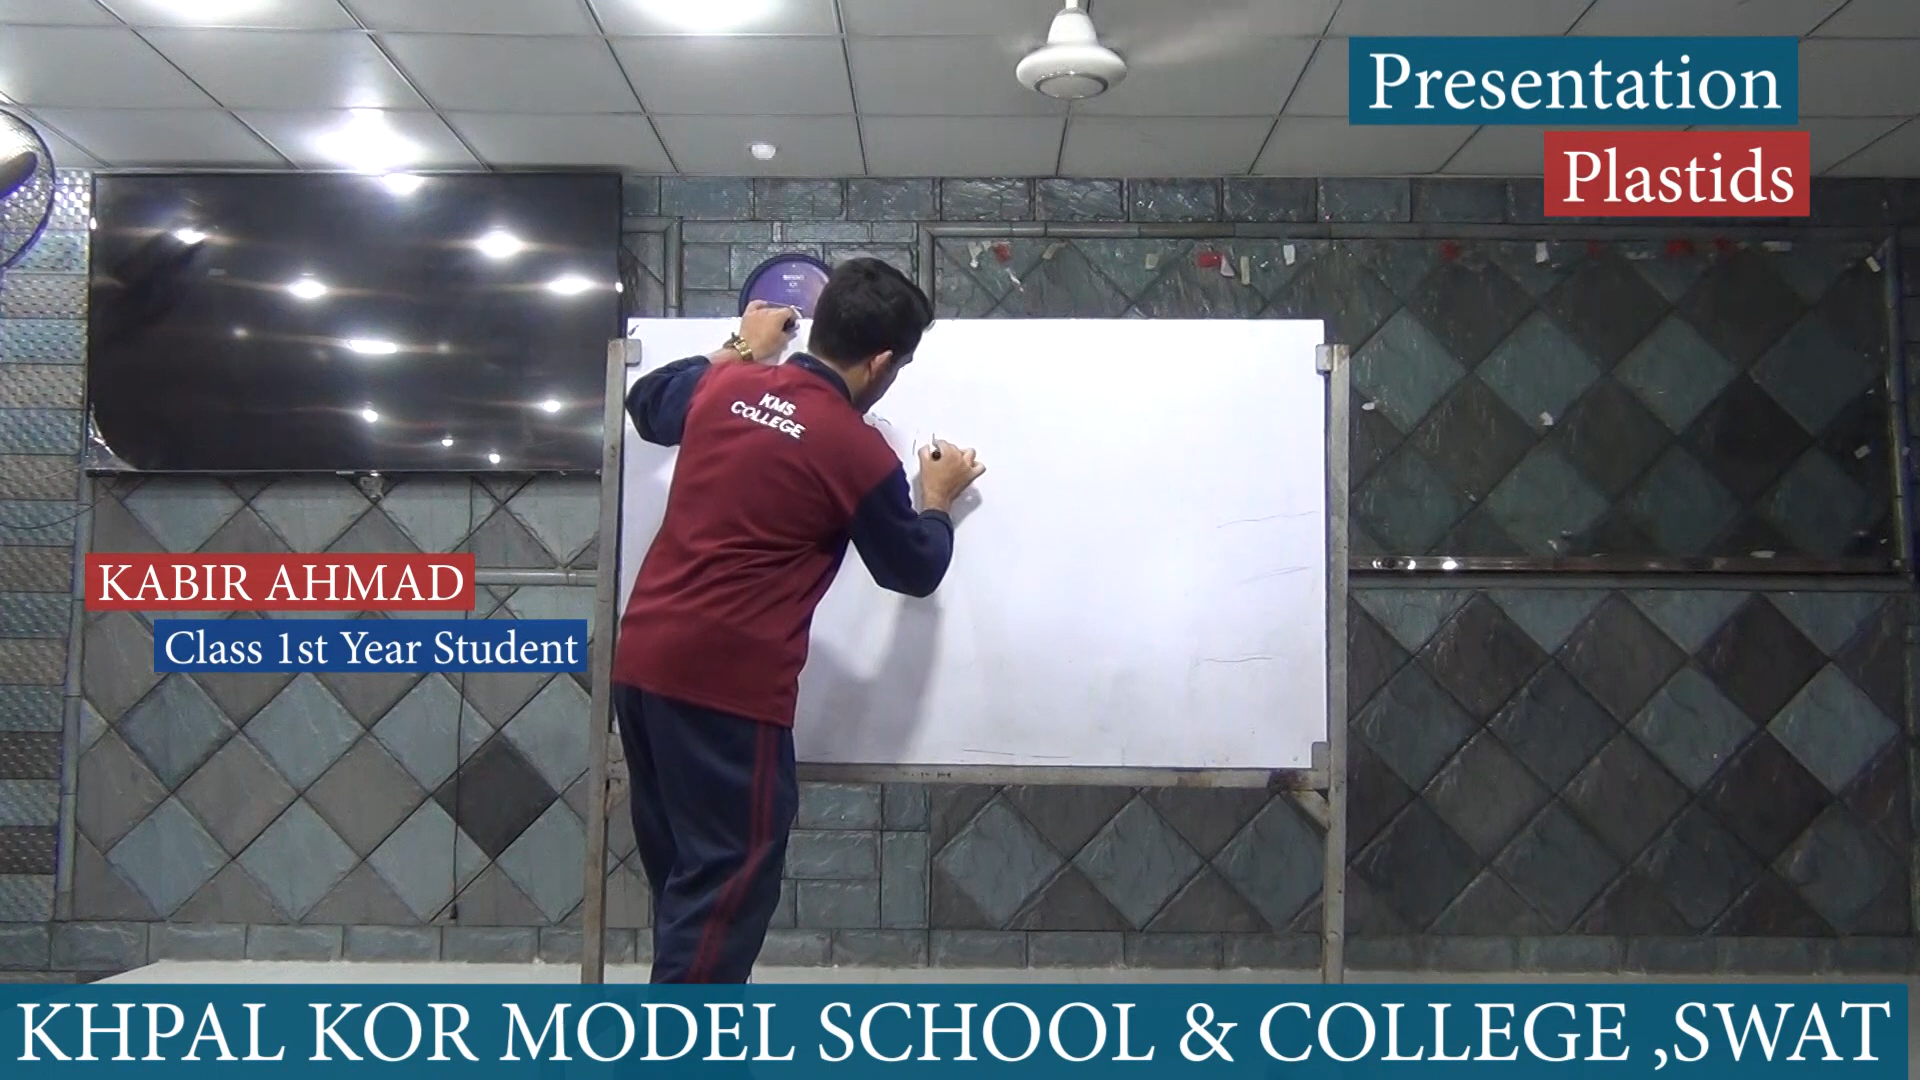 Presentation
Plastids
KMS
COLLEGE
KABIR AHMAD
Class 1st Year Student
KHPAL KOR MODEL SCHOOL & COLLEGE ,SWAT